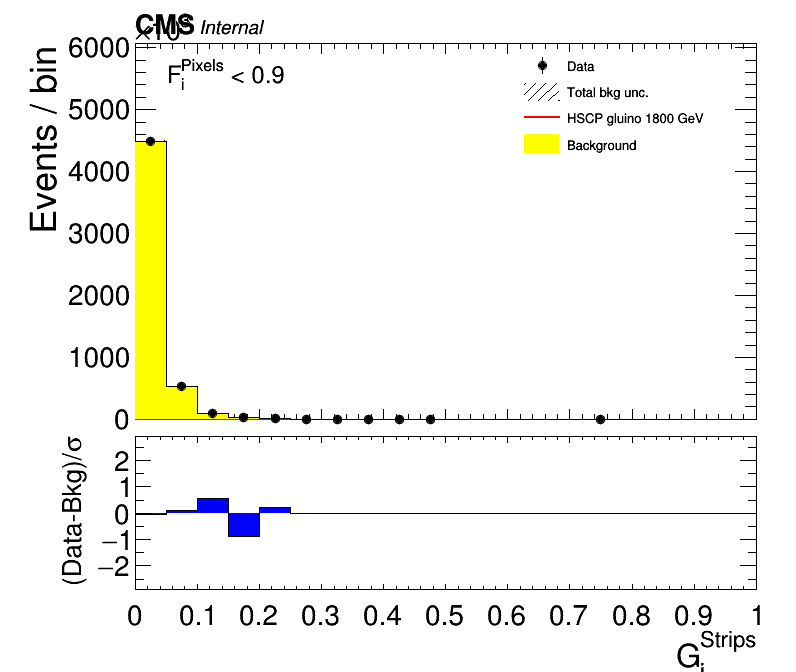 CMS Internal
×10³
6000
5000
4000
3000
2000
1000
0
Events / bin
F_i^Pixels < 0.9
Data
Total bkg unc.
HSCP gluino 1800 GeV
Background
(Data-Bkg)/σ
2
1
0
−1
−2
0 0.1 0.2 0.3 0.4 0.5 0.6 0.7 0.8 0.9 1
G_i^Strips